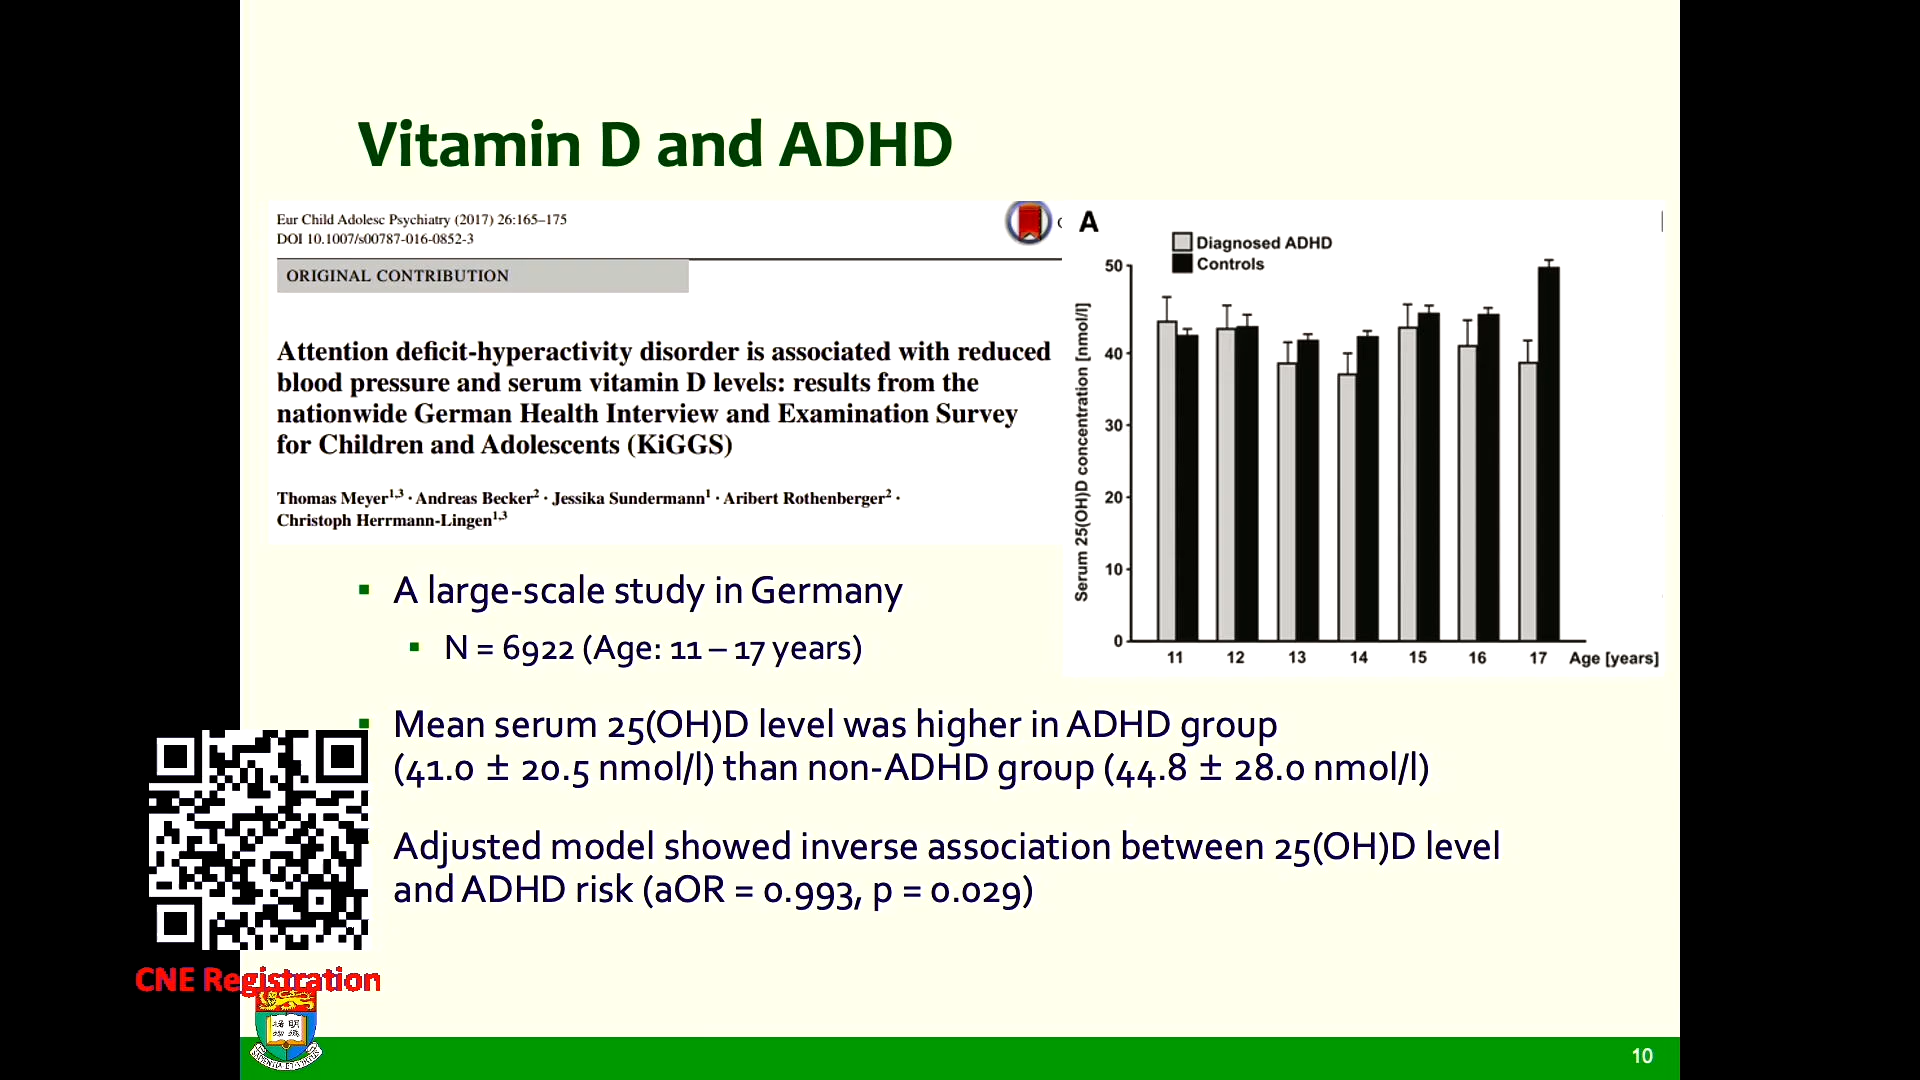 Vitamin D and ADHD
Eur Child Adolesc Psychiatry (2017) 26:165–175
DOI 10.1007/s00787-016-0852-3
ORIGINAL CONTRIBUTION
Attention deficit-hyperactivity disorder is associated with reduced
blood pressure and serum vitamin D levels: results from the
nationwide German Health Interview and Examination Survey
for Children and Adolescents (KiGGS)
Thomas Meyer1,3 · Andreas Becker2 · Jessika Sundermann1 · Aribert Rothenberger2 ·
Christoph Herrmann-Lingen1,3
A
Diagnosed ADHD
Controls
Serum 25(OH)D concentration [nmol/l]
50
40
30
20
10
0
11 12 13 14 15 16 17 Age [years]
▪ A large-scale study in Germany
▪ N = 6922 (Age: 11 – 17 years)
▪ Mean serum 25(OH)D level was higher in ADHD group
(41.0 ± 20.5 nmol/l) than non-ADHD group (44.8 ± 28.0 nmol/l)
Adjusted model showed inverse association between 25(OH)D level
and ADHD risk (aOR = 0.993, p = 0.029)
CNE Registration
10